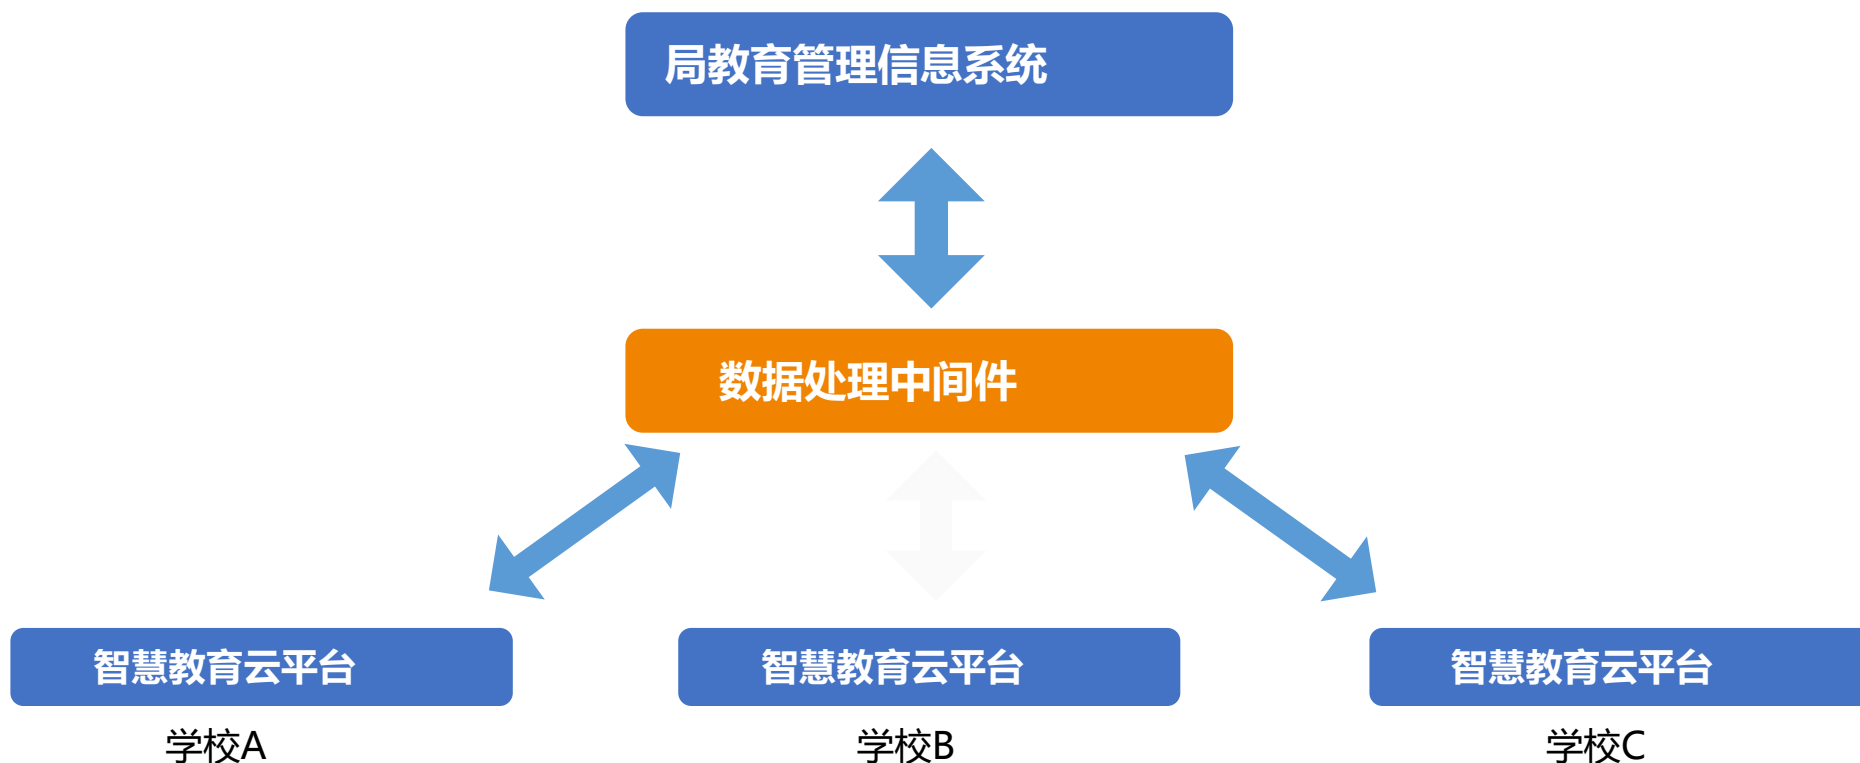 局教育管理信息系统
数据处理中间件
智慧教育云平台
智慧教育云平台
智慧教育云平台
学校A
学校B
学校C